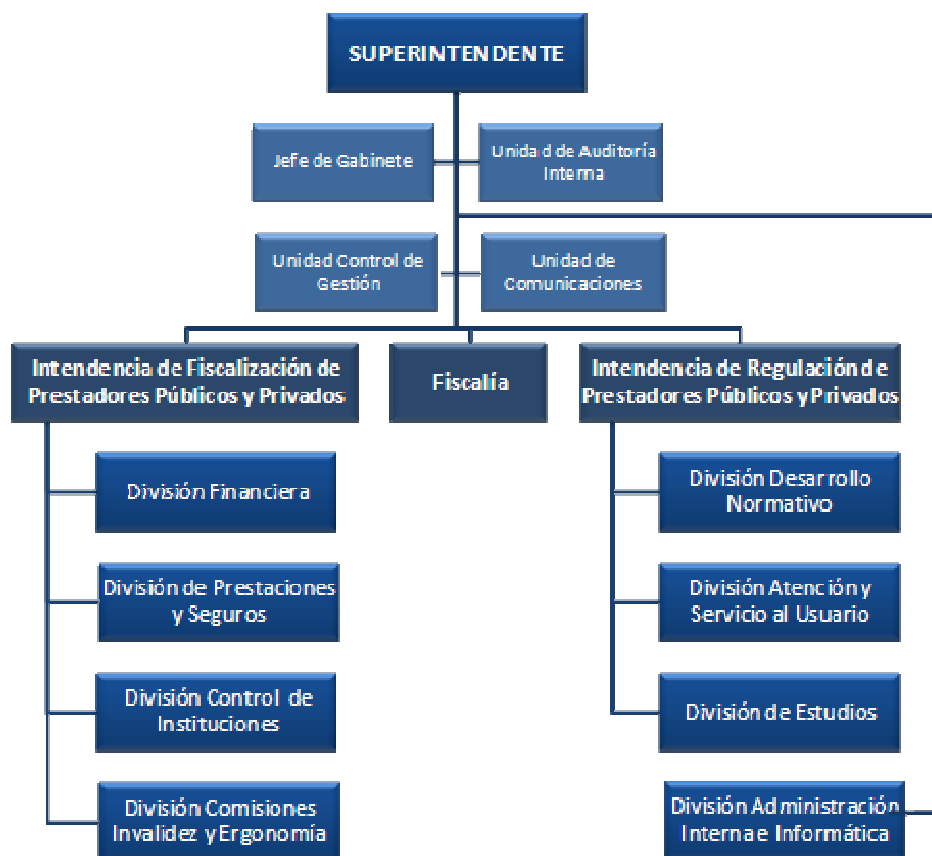 SUPERINTENDENTE
Jefe de Gabinete
Unidad de Auditoría
Interna
Unidad Control de
Gestión
Unidad de
Comunicaciones
Intendencia de Fiscalización de
Prestadores Públicos y Privados
Fiscalía
Intendencia de Regulación de
Prestadores Públicos y Privados
División Financiera
División de Prestaciones
y Seguros
División Control de
Instituciones
División Comisiones
Invalidez y Ergonomía
División Desarrollo
Normativo
División Atención y
Servicio al Usuario
División de Estudios
División Administración
Interna e Informática